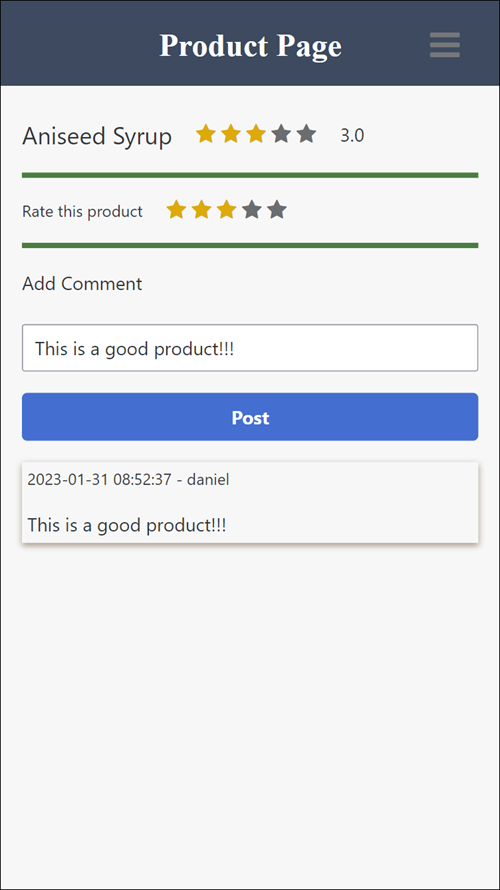 Product Page
Aniseed Syrup 3.0
Rate this product
Add Comment
This is a good product!!!
Post
2023-01-31 08:52:37 - daniel
This is a good product!!!